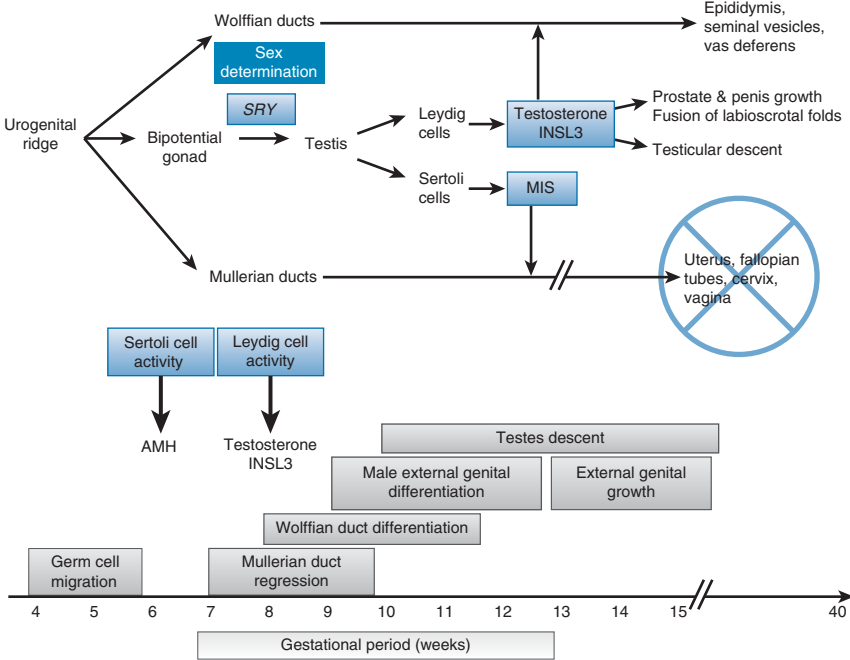 Wolffian ducts
Epididymis,
seminal vesicles,
vas deferens
Sex
determination
SRY
Urogenital
ridge
Bipotential
gonad
Testis
Leydig
cells
Testosterone
INSL3
Prostate & penis growth
Fusion of labioscrotal folds
Testicular descent
Sertoli
cells
MIS
Mullerian ducts
Uterus, fallopian
tubes, cervix,
vagina
Sertoli cell
activity
Leydig cell
activity
AMH
Testosterone
INSL3
Testes descent
Male external genital
differentiation
External genital
growth
Wolffian duct differentiation
Germ cell
migration
Mullerian duct
regression
4 5 6 7 8 9 10 11 12 13 14 15 40
Gestational period (weeks)